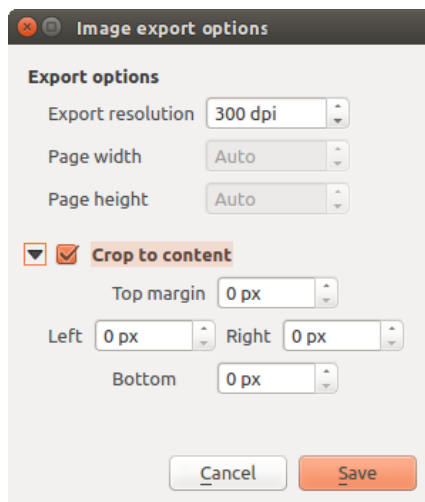 Image export options
Export options
Export resolution 300 dpi
Page width Auto
Page height Auto
Crop to content
Top margin 0 px
Left 0 px Right 0 px
Bottom 0 px
Cancel Save